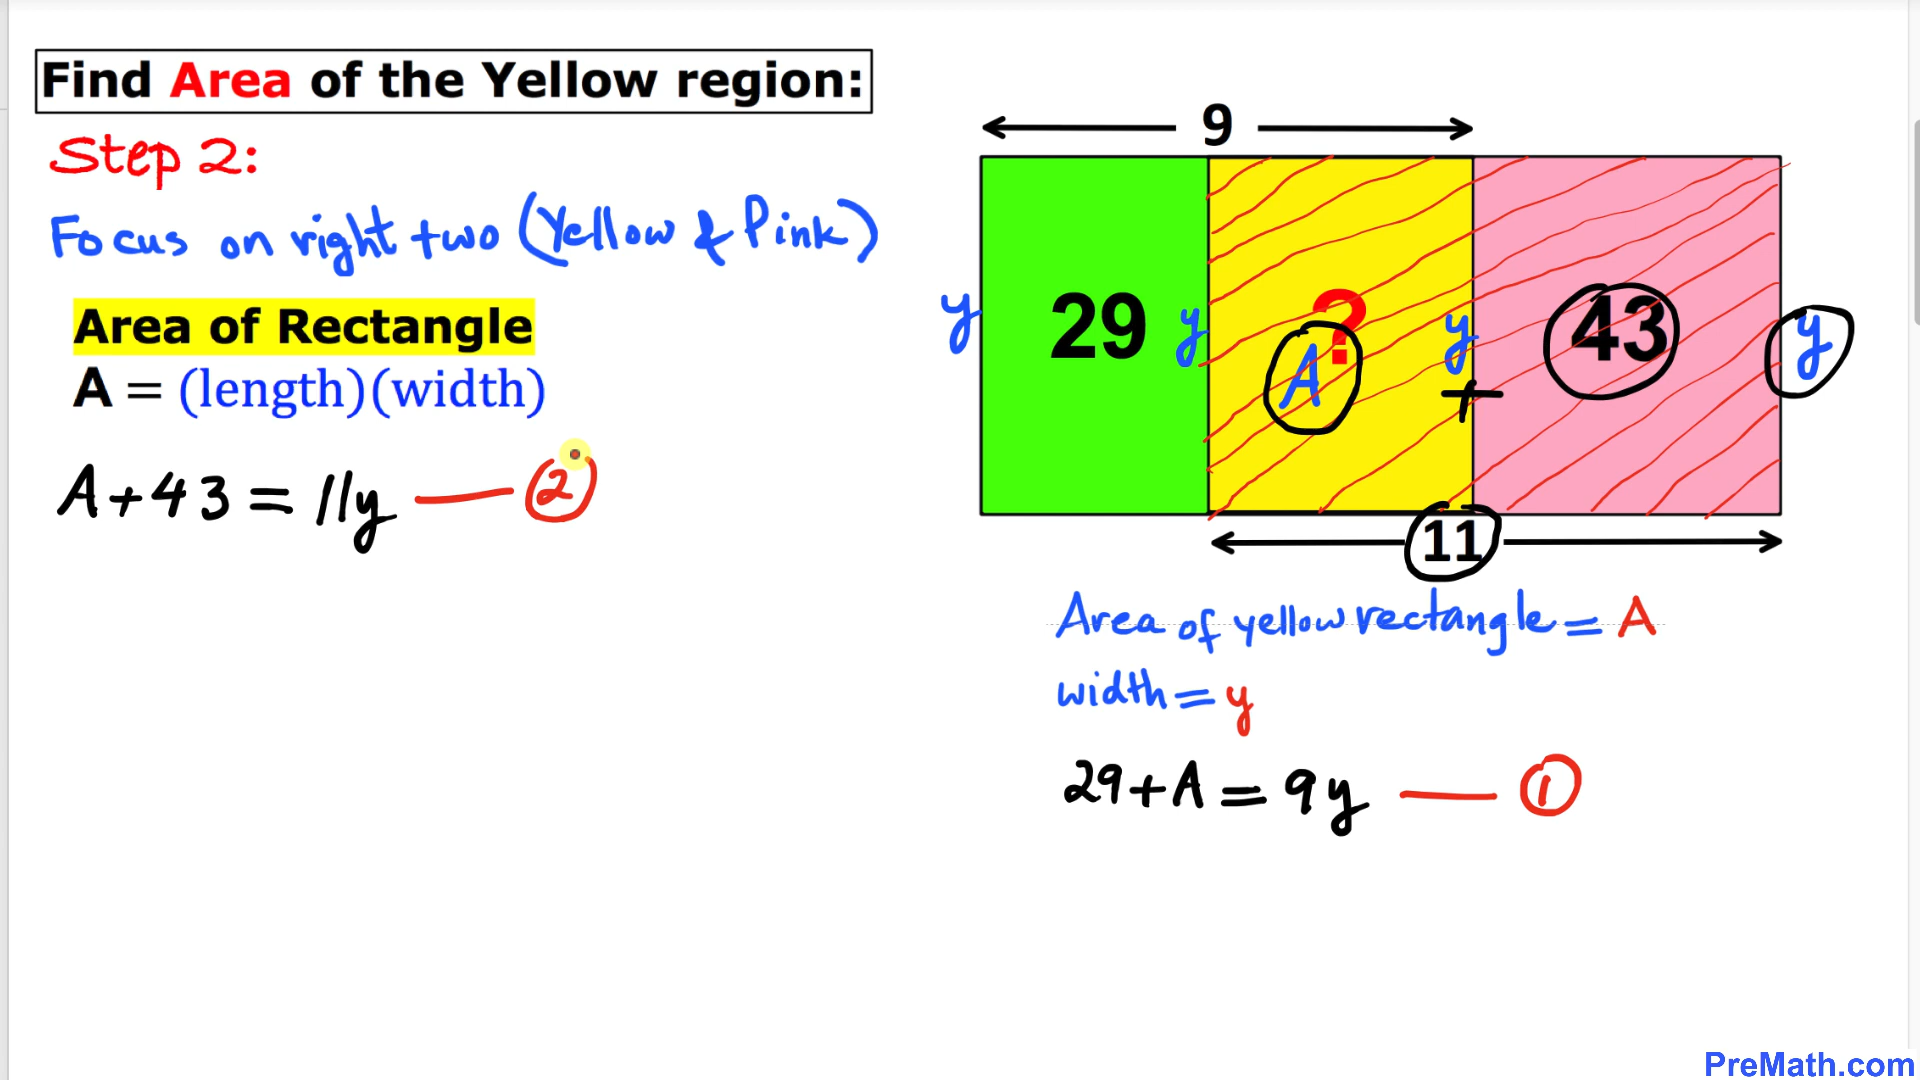 Find Area of the Yellow region:
Step 2:
Focus on right two (Yellow & Pink)
Area of Rectangle
A = (length)(width)
A+43 = 11y — 2
9
y
29
y
?
A
y
+
43
y
11
Area of yellow rectangle = A
width = y
29+A = 9y — 1
PreMath.com